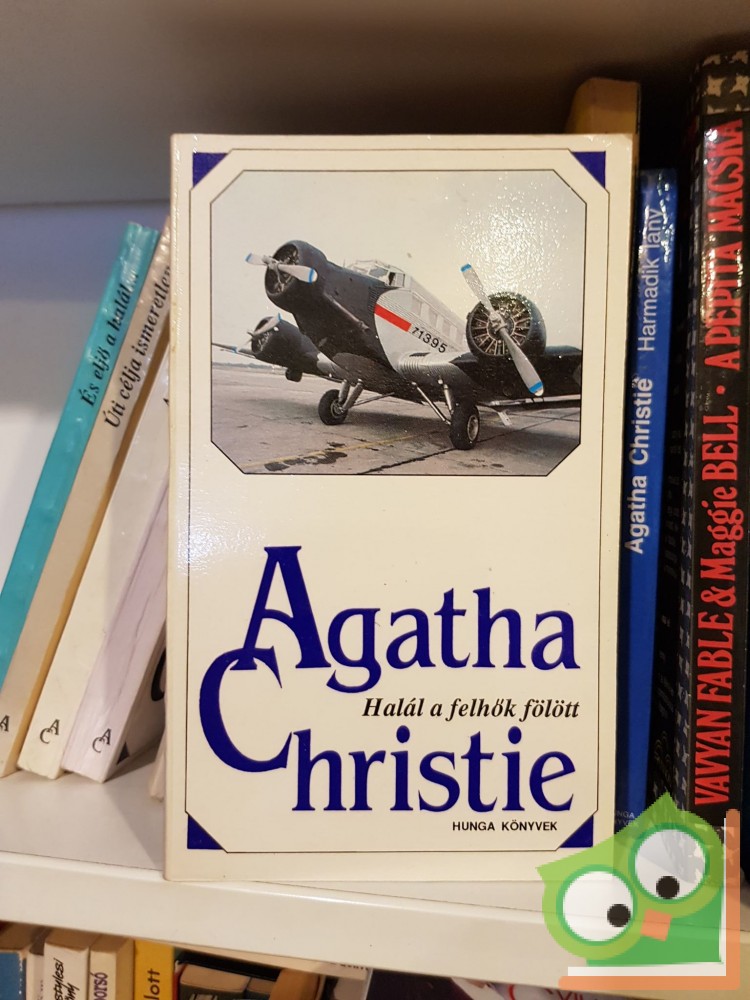 És eljő a halál
Úti célja ismeretlen
A
A C
A C
71395
Agatha
Halál a felhők fölött
Christie
HUNGA KÖNYVEK
Agatha Christie Harmadik lány
VAVYAN FABLE & Maggie BELL · A PEPITA MACSKA